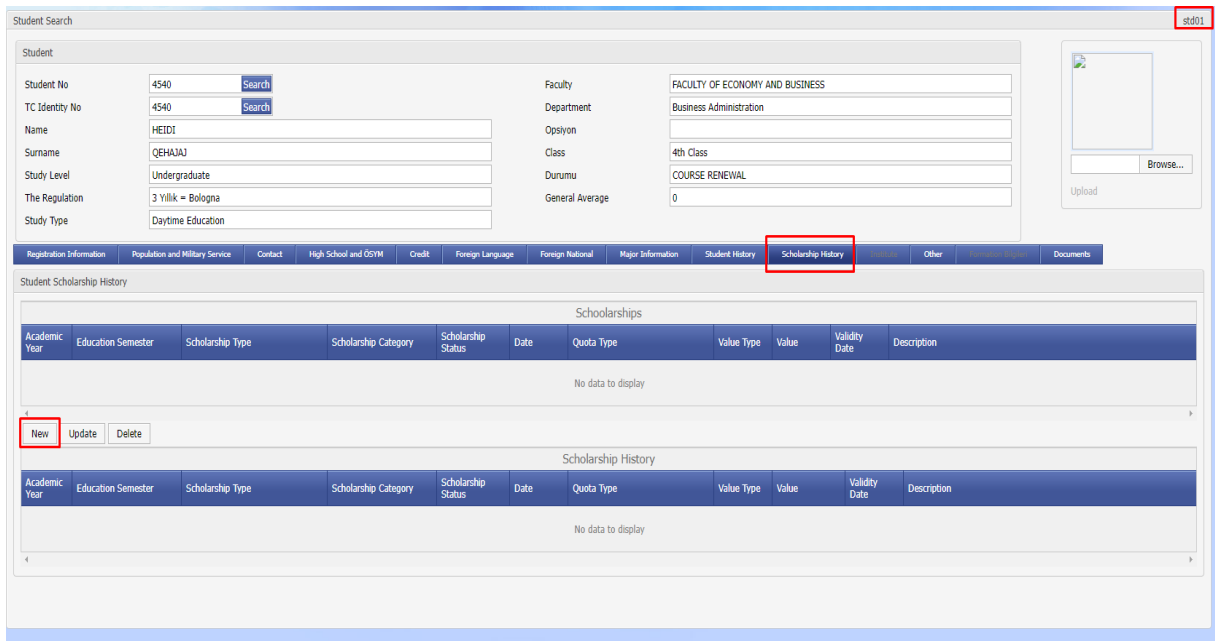 Student Search
std01
Student
Student No 4540 Search
Faculty FACULTY OF ECONOMY AND BUSINESS
TC Identity No 4540 Search
Department Business Administration
Name HEIDI
Opsiyon
Surname QEHAJAJ
Class 4th Class
Study Level Undergraduate
Durumu COURSE RENEWAL
The Regulation 3 Yıllık = Bologna
General Average 0
Study Type Daytime Education
Browse...
Upload
Registration Information Population and Military Service Contact High School and ÖSYM Credit Foreign Language Foreign National Major Information Student History Scholarship History Institute Other Documents
Student Scholarship History
Schoolarships
Academic Year Education Semester Scholarship Type Scholarship Category Scholarship Status Date Quota Type Value Type Value Validity Date Description
No data to display
New Update Delete
Scholarship History
Academic Year Education Semester Scholarship Type Scholarship Category Scholarship Status Date Quota Type Value Type Value Validity Date Description
No data to display